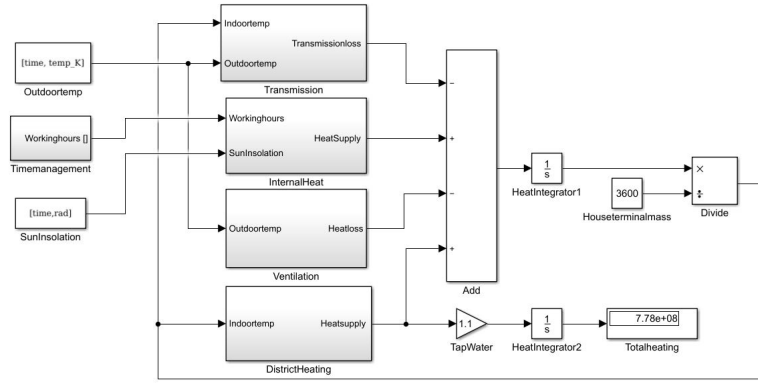 Indoortemp
Transmissionloss
Outdoortemp
Transmission
[time, temp_K]
Outdoortemp
Workinghours
HeatSupply
SunInsolation
InternalHeat
Workinghours []
Timemanagement
[time,rad]
SunInsolation
Outdoortemp
Heatloss
Ventilation
Indoortemp
Heatsupply
DistrictHeating
−
+
−
+
Add
1
s
HeatIntegrator1
3600
Houseterminalmass
×
÷
Divide
1.1
TapWater
1
s
HeatIntegrator2
7.78e+08
Totalheating